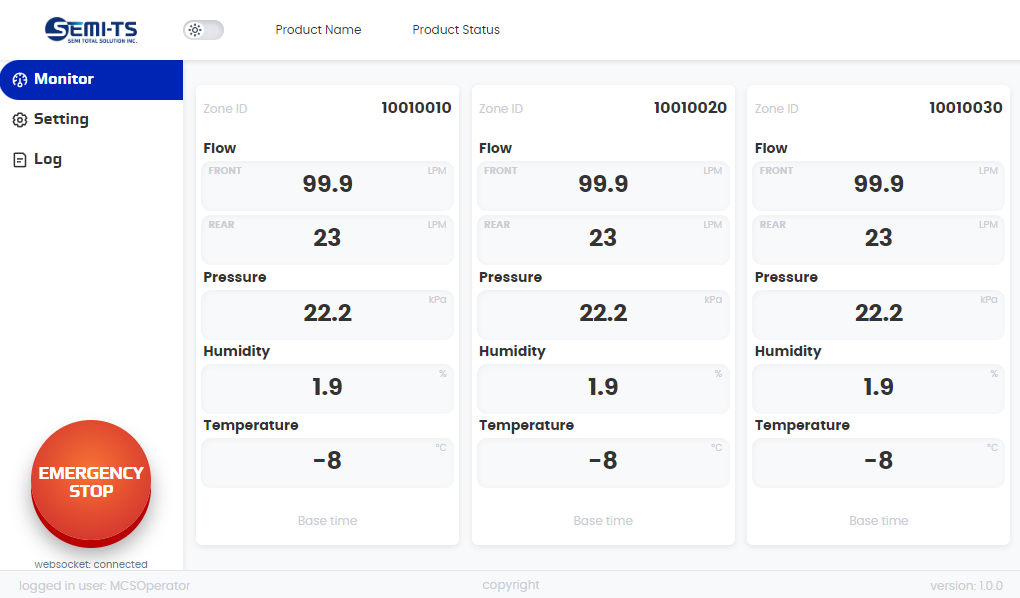 SEMI-TS
SEMI TOTAL SOLUTION INC.
Product Name
Product Status
Monitor
Setting
Log
Zone ID 10010010
Flow
FRONT LPM
99.9
REAR LPM
23
Pressure
kPa
22.2
Humidity
%
1.9
Temperature
°C
-8
Base time
Zone ID 10010020
Flow
FRONT LPM
99.9
REAR LPM
23
Pressure
kPa
22.2
Humidity
%
1.9
Temperature
°C
-8
Base time
Zone ID 10010030
Flow
FRONT LPM
99.9
REAR LPM
23
Pressure
kPa
22.2
Humidity
%
1.9
Temperature
°C
-8
Base time
EMERGENCY
STOP
websocket: connected
logged in user: MCSOperator
copyright
version: 1.0.0